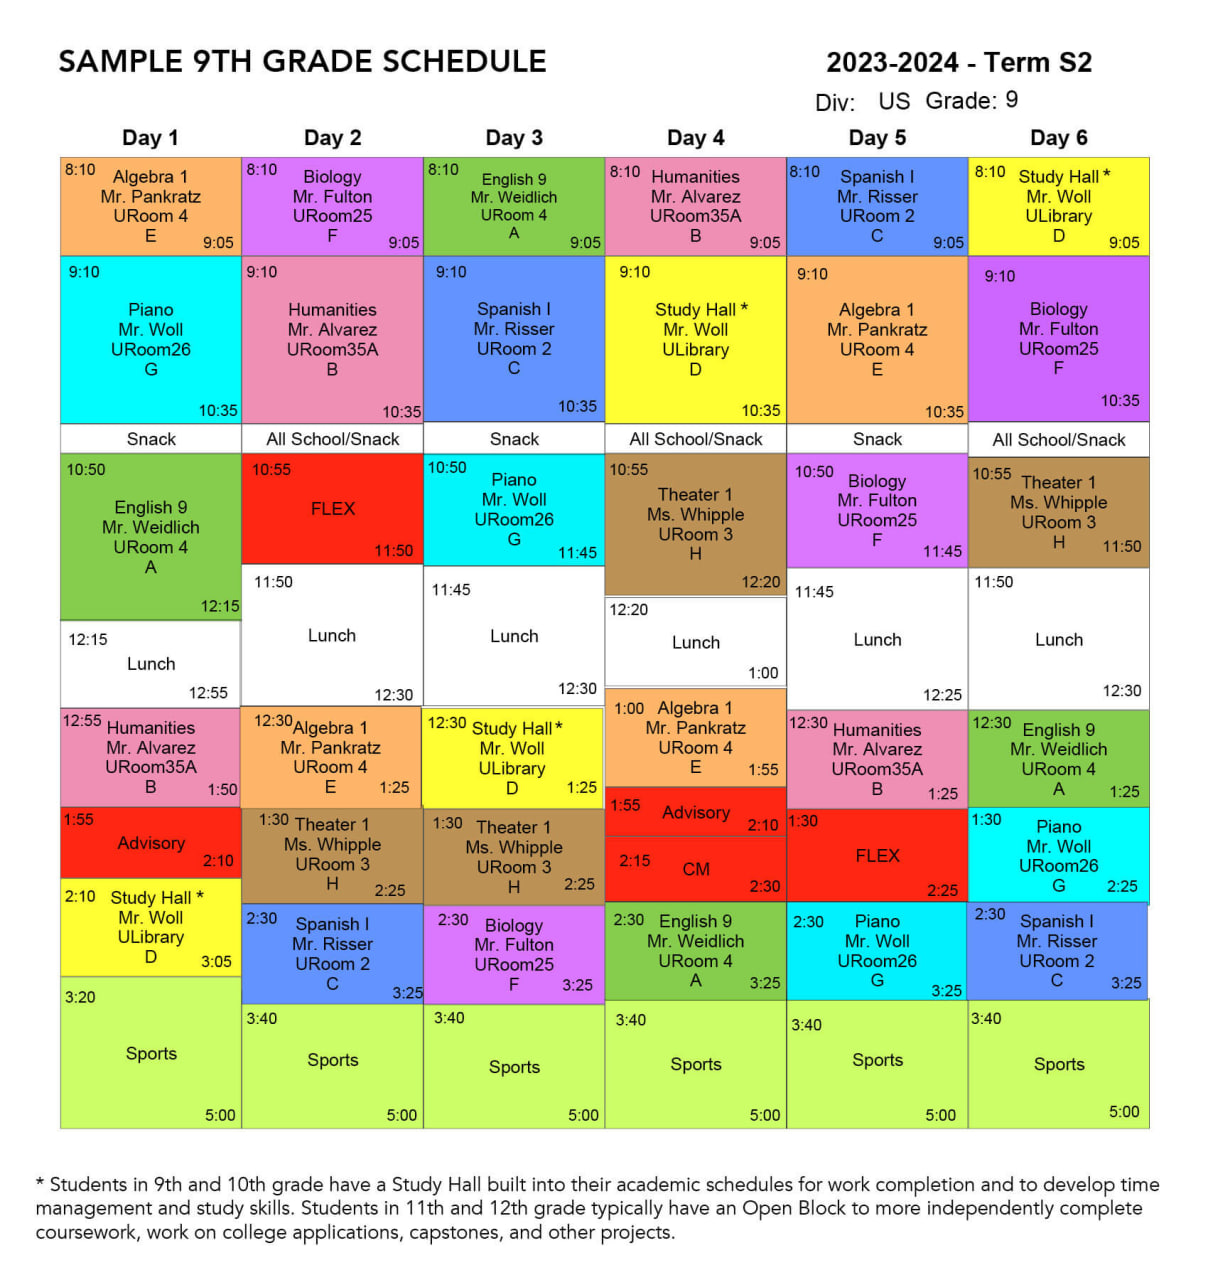 SAMPLE 9TH GRADE SCHEDULE
2023-2024 - Term S2
Div: US Grade: 9
Day 1
Day 2
Day 3
Day 4
Day 5
Day 6
8:10
Algebra 1
Mr. Pankratz
URoom 4
E
9:05
8:10
Biology
Mr. Fulton
URoom25
F
9:05
8:10
English 9
Mr. Weidlich
URoom 4
A
9:05
8:10
Humanities
Mr. Alvarez
URoom35A
B
9:05
8:10
Spanish I
Mr. Risser
URoom 2
C
9:05
8:10
Study Hall *
Mr. Woll
ULibrary
D
9:05
9:10
Piano
Mr. Woll
URoom26
G
10:35
9:10
Humanities
Mr. Alvarez
URoom35A
B
10:35
9:10
Spanish I
Mr. Risser
URoom 2
C
10:35
9:10
Study Hall *
Mr. Woll
ULibrary
D
10:35
9:10
Algebra 1
Mr. Pankratz
URoom 4
E
10:35
9:10
Biology
Mr. Fulton
URoom25
F
10:35
Snack
All School/Snack
Snack
All School/Snack
Snack
All School/Snack
10:50
English 9
Mr. Weidlich
URoom 4
A
12:15
10:55
FLEX
11:50
10:50
Piano
Mr. Woll
URoom26
G
11:45
10:55
Theater 1
Ms. Whipple
URoom 3
H
12:20
10:50
Biology
Mr. Fulton
URoom25
F
11:45
10:55
Theater 1
Ms. Whipple
URoom 3
H
11:50
12:15
Lunch
12:55
11:50
Lunch
12:30
11:45
Lunch
12:30
12:20
Lunch
1:00
11:45
Lunch
12:25
11:50
Lunch
12:30
12:55
Humanities
Mr. Alvarez
URoom35A
B
1:50
12:30
Algebra 1
Mr. Pankratz
URoom 4
E
1:25
12:30
Study Hall *
Mr. Woll
ULibrary
D
1:25
1:00
Algebra 1
Mr. Pankratz
URoom 4
E
1:55
12:30
Humanities
Mr. Alvarez
URoom35A
B
1:25
12:30
English 9
Mr. Weidlich
URoom 4
A
1:25
1:55
Advisory
2:10
1:30
Theater 1
Ms. Whipple
URoom 3
H
2:25
1:30
Theater 1
Ms. Whipple
URoom 3
H
2:25
1:55
Advisory
2:10
2:15
CM
2:30
1:30
FLEX
2:25
1:30
Piano
Mr. Woll
URoom26
G
2:25
2:10
Study Hall *
Mr. Woll
ULibrary
D
3:05
2:30
Spanish I
Mr. Risser
URoom 2
C
3:25
2:30
Biology
Mr. Fulton
URoom25
F
3:25
2:30
English 9
Mr. Weidlich
URoom 4
A
3:25
2:30
Piano
Mr. Woll
URoom26
G
3:25
2:30
Spanish I
Mr. Risser
URoom 2
C
3:25
3:20
Sports
5:00
3:40
Sports
5:00
3:40
Sports
5:00
3:40
Sports
5:00
3:40
Sports
5:00
3:40
Sports
5:00
* Students in 9th and 10th grade have a Study Hall built into their academic schedules for work completion and to develop time
management and study skills. Students in 11th and 12th grade typically have an Open Block to more independently complete
coursework, work on college applications, capstones, and other projects.